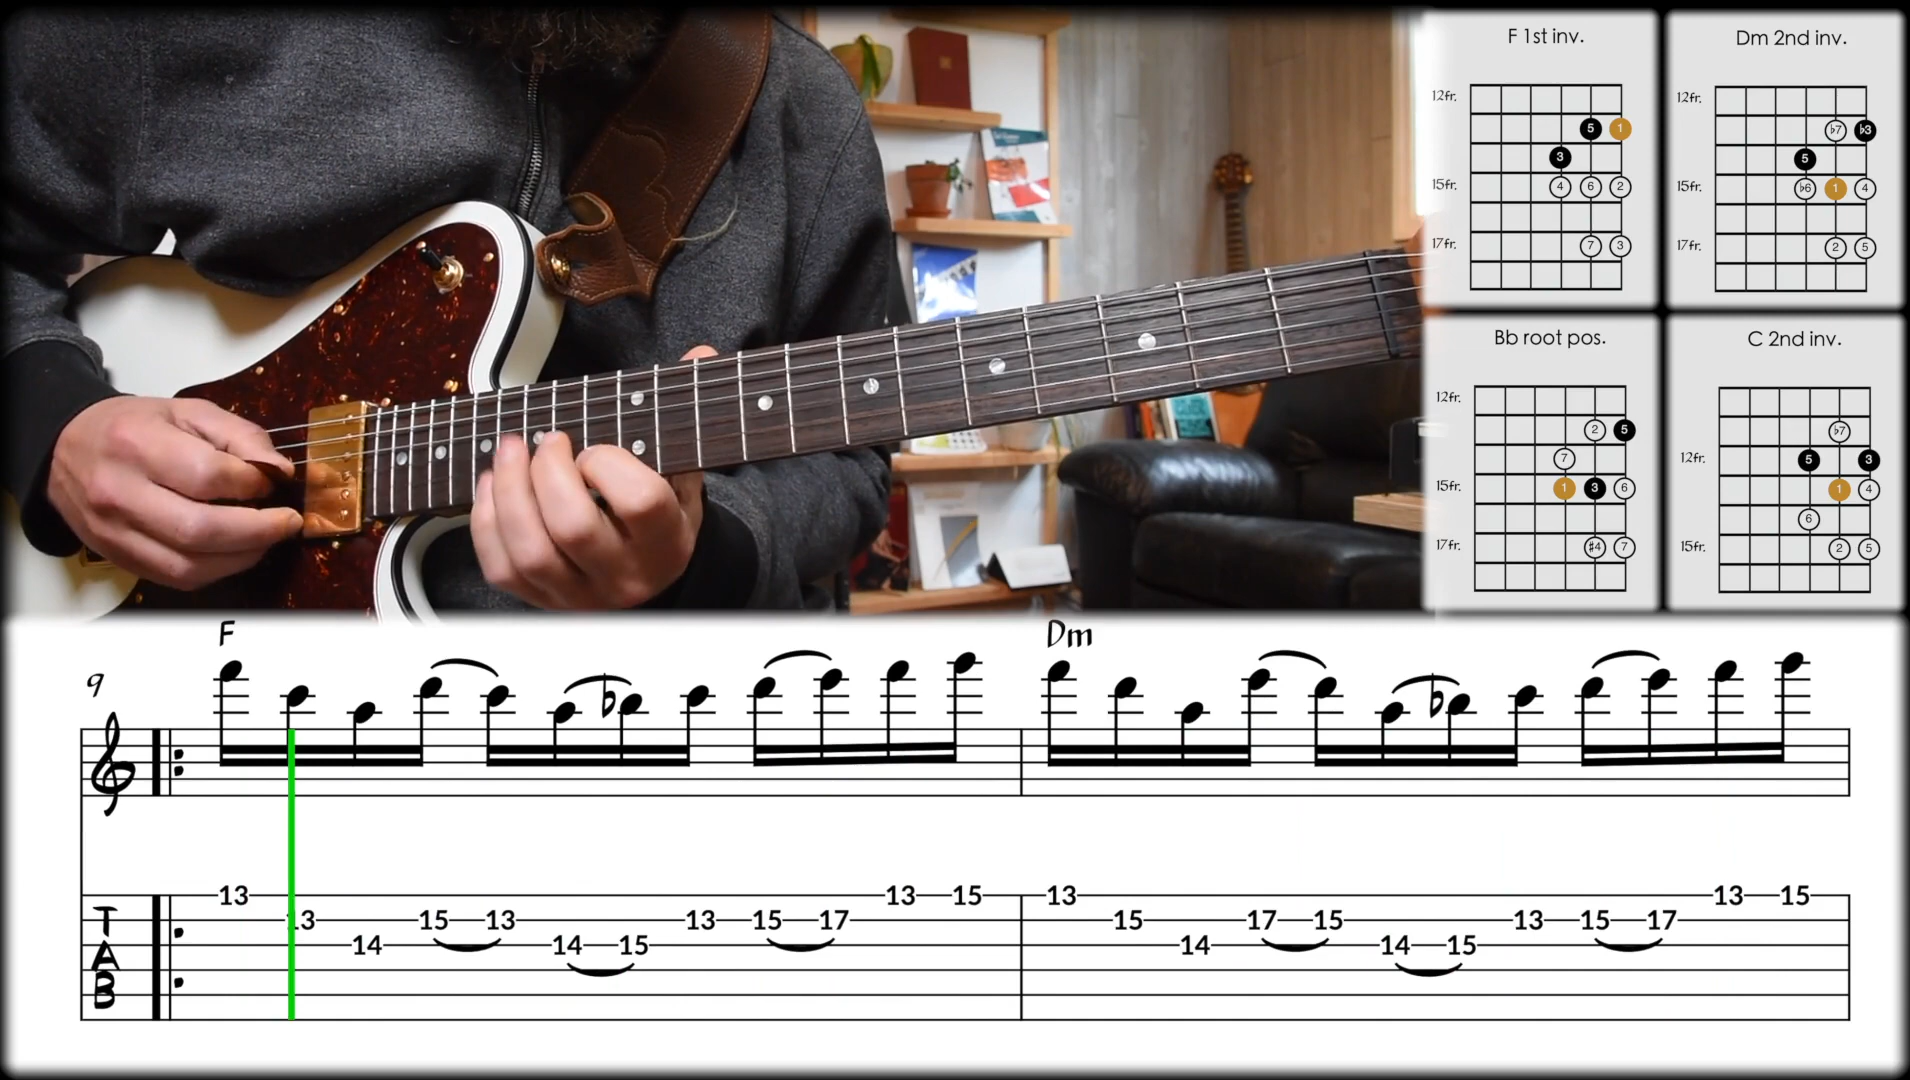 F 1st inv.
12fr.
5 1
3
15fr.
4 6 2
17fr.
7 3
Dm 2nd inv.
12fr.
♭7 ♭3
5
15fr.
♭6 1 4
17fr.
2 5
Bb root pos.
12fr.
2 5
7
15fr.
1 3 6
17fr.
♯4 7
C 2nd inv.
♭7
12fr.
5 3
1 4
6
15fr.
2 5
F Dm
9
13 13 15 13 15
13 15 13 13 15 17 15 17 15 13 15 17
14 14 15 14 14 15
T
A
B